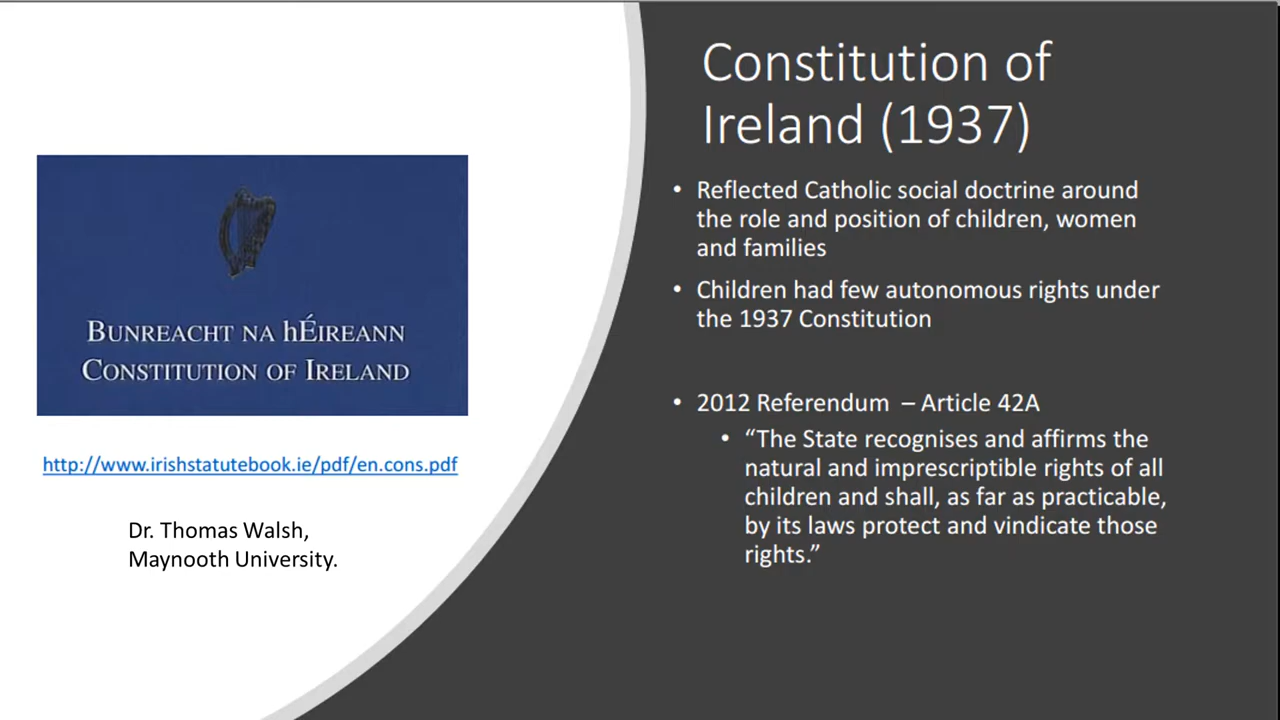 Constitution of
Ireland (1937)
• Reflected Catholic social doctrine around
the role and position of children, women
and families
• Children had few autonomous rights under
the 1937 Constitution
• 2012 Referendum – Article 42A
• “The State recognises and affirms the
natural and imprescriptible rights of all
children and shall, as far as practicable,
by its laws protect and vindicate those
rights.”
BUNREACHT NA hÉIREANN
CONSTITUTION OF IRELAND
http://www.irishstatutebook.ie/pdf/en.cons.pdf
Dr. Thomas Walsh,
Maynooth University.